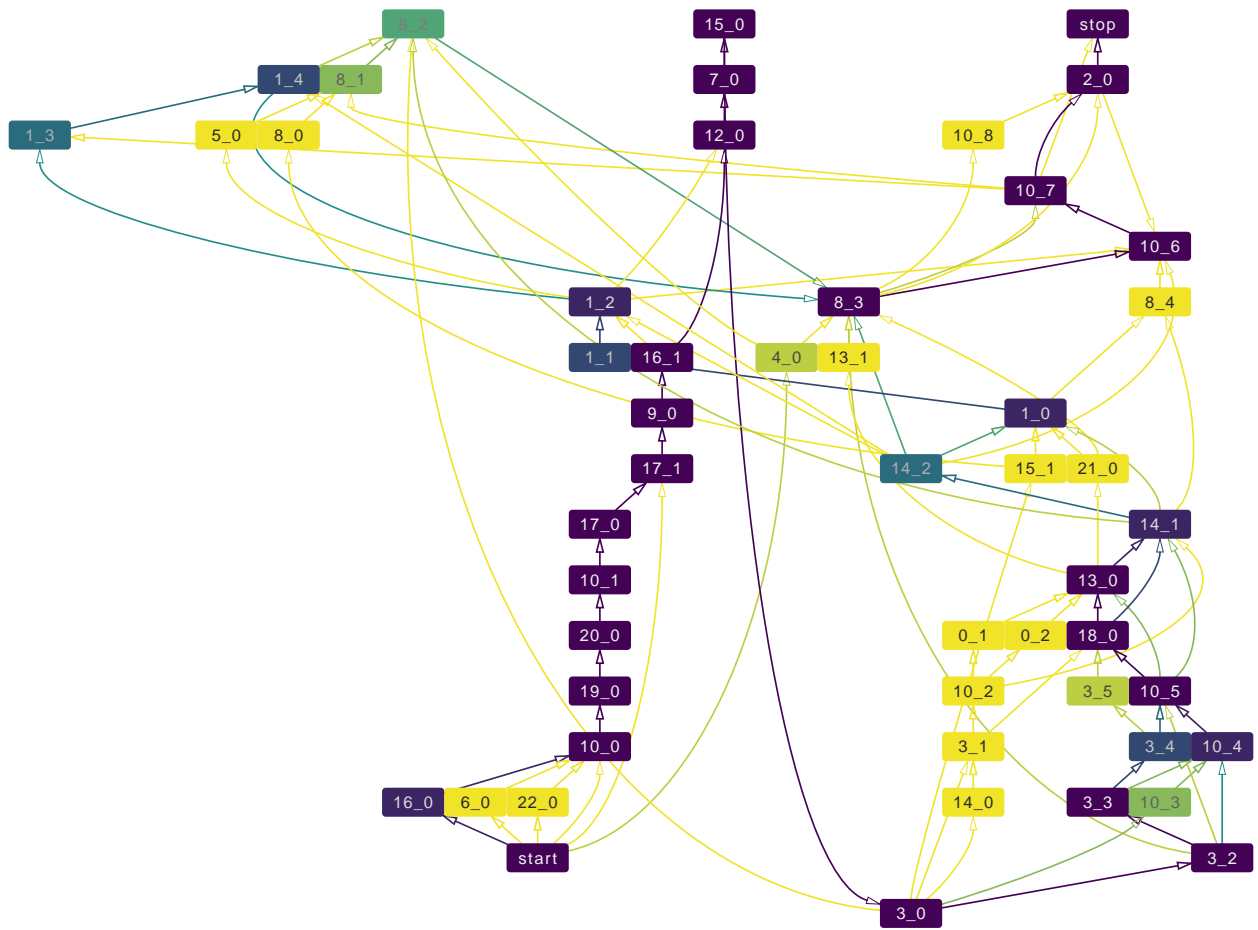 8_2 15_0 stop
1_4 8_1 7_0 2_0
1_3 5_0 8_0 12_0 10_8
10_7
10_6
1_2 8_3 8_4
1_1 16_1 4_0 13_1
9_0 1_0
17_1 14_2 15_1 21_0
17_0 14_1
10_1 13_0
20_0 0_1 0_2 18_0
19_0 10_2 3_5 10_5
10_0 3_1 3_4 10_4
16_0 6_0 22_0 14_0 3_3 10_3
start 3_2
3_0